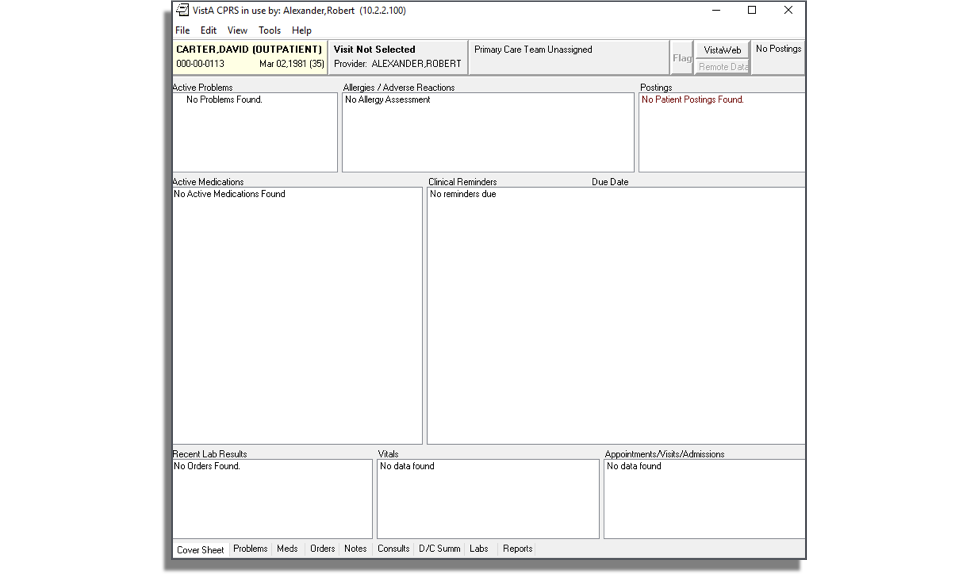 VistA CPRS in use by: Alexander,Robert (10.2.2.100)
File Edit View Tools Help
CARTER,DAVID (OUTPATIENT)
000-00-0113 Mar 02,1981 (35)
Visit Not Selected
Provider: ALEXANDER,ROBERT
Primary Care Team Unassigned
Flag
VistaWeb
Remote Data
No Postings
Active Problems
No Problems Found.
Allergies / Adverse Reactions
No Allergy Assessment
Postings
No Patient Postings Found.
Active Medications
No Active Medications Found
Clinical Reminders Due Date
No reminders due
Recent Lab Results
No Orders Found.
Vitals
No data found
Appointments/Visits/Admissions
No data found
Cover Sheet Problems Meds Orders Notes Consults D/C Summ Labs Reports